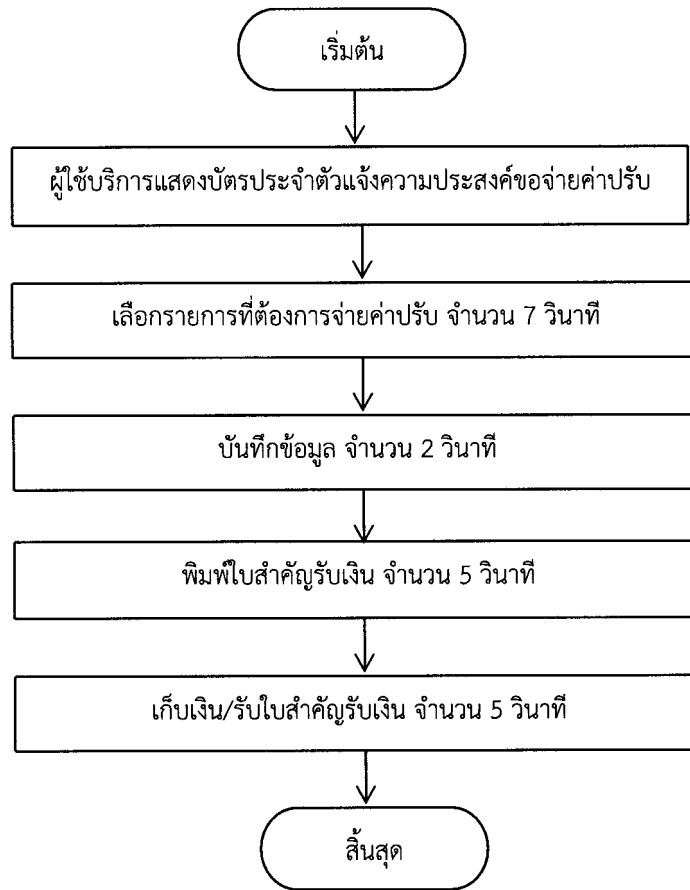 เริ่มต้น
ผู้ใช้บริการแสดงบัตรประจำตัวแจ้งความประสงค์ขอจ่ายค่าปรับ
เลือกรายการที่ต้องการจ่ายค่าปรับ จำนวน 7 วินาที
บันทึกข้อมูล จำนวน 2 วินาที
พิมพ์ใบสำคัญรับเงิน จำนวน 5 วินาที
เก็บเงิน/รับใบสำคัญรับเงิน จำนวน 5 วินาที
สิ้นสุด